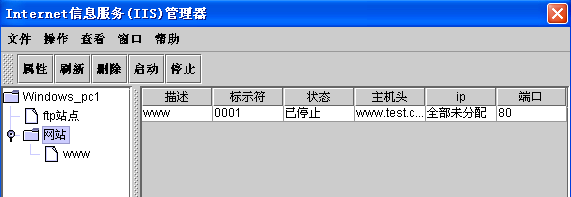 Internet信息服务(IIS)管理器
文件 操作 查看 窗口 帮助
属性 刷新 删除 启动 停止
Windows_pc1
ftp站点
网站
www
描述 标示符 状态 主机头 ip 端口
www 0001 已停止 www.test.c... 全部未分配 80